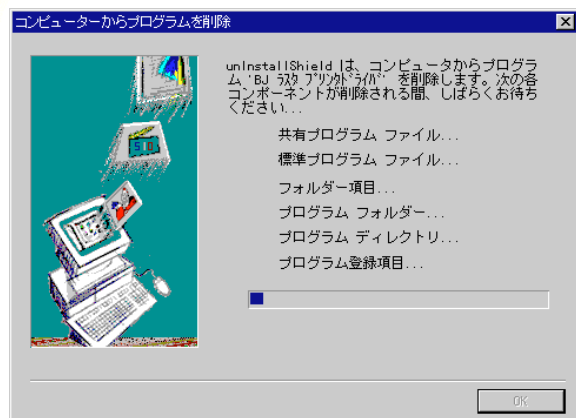 コンピューターからプログラムを削除
unInstallShield は、コンピュータからプログラ
ム 'BJ ﾗｽﾀ ﾌﾟﾘﾝﾀﾄﾞﾗｲﾊﾞ' を削除します。次の各
コンポーネントが削除される間、しばらくお待ち
ください...
共有プログラム ファイル...
標準プログラム ファイル...
フォルダー項目...
プログラム フォルダー...
プログラム ディレクトリ...
プログラム登録項目...
OK